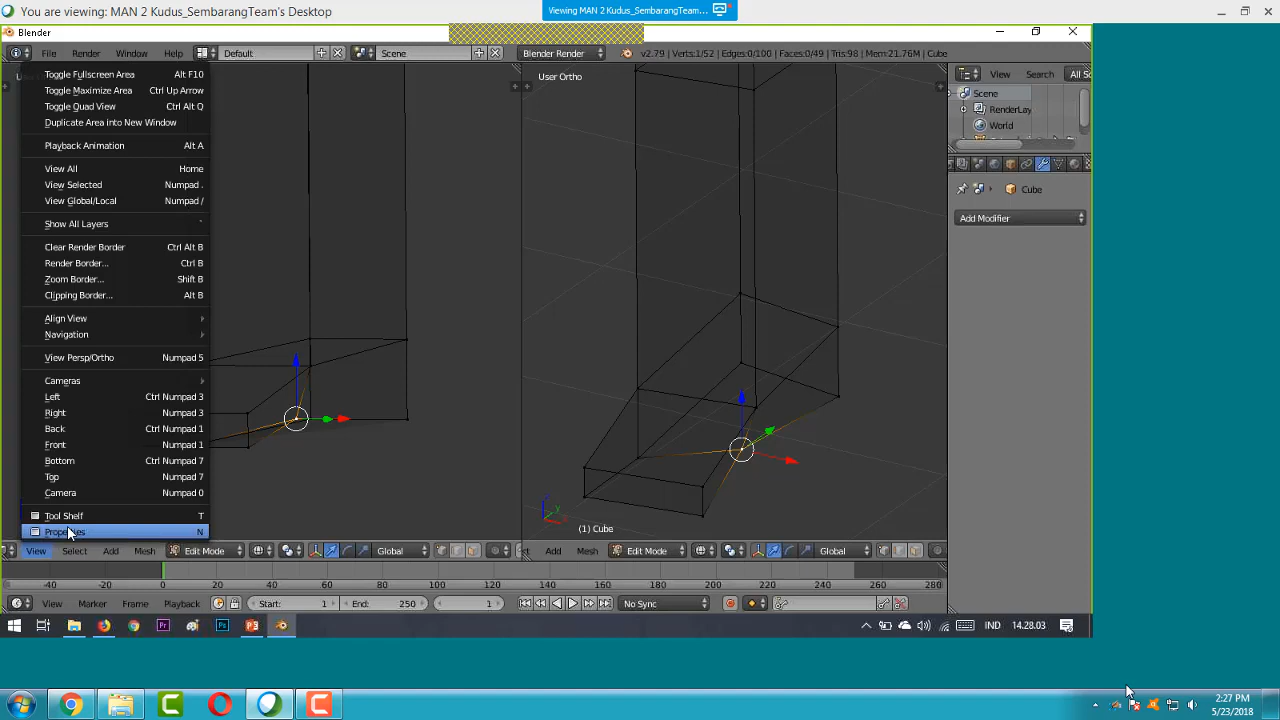 You are viewing: MAN 2 Kudus_SembarangTeam's Desktop
Viewing MAN 2 Kudus_SembarangTeam...
Blender
File Render Window Help Default Scene Blender Render v2.79 | Verts:1/52 | Edges:0/100 | Faces:0/49 | Tris:98 | Mem:21.76M | Cube
Toggle Fullscreen Area Alt F10
Toggle Maximize Area Ctrl Up Arrow
Toggle Quad View Ctrl Alt Q
Duplicate Area into New Window
Playback Animation Alt A
View All Home
View Selected Numpad .
View Global/Local Numpad /
Show All Layers `
Clear Render Border Ctrl Alt B
Render Border... Ctrl B
Zoom Border... Shift B
Clipping Border... Alt B
Align View
Navigation
View Persp/Ortho Numpad 5
Cameras
Left Ctrl Numpad 3
Right Numpad 3
Back Ctrl Numpad 1
Front Numpad 1
Bottom Ctrl Numpad 7
Top Numpad 7
Camera Numpad 0
Tool Shelf T
Properties N
User Ortho
(1) Cube
View Search All Sc
Scene
RenderLay
World
Cube
Add Modifier
View Select Add Mesh Edit Mode Global
Add Mesh Edit Mode Global
-40 -20 0 20 40 60 80 100 120 140 160 180 200 220 240 260 280
View Marker Frame Playback Start: 1 End: 250 1 No Sync
IND 14.28.03
2:27 PM
5/23/2018